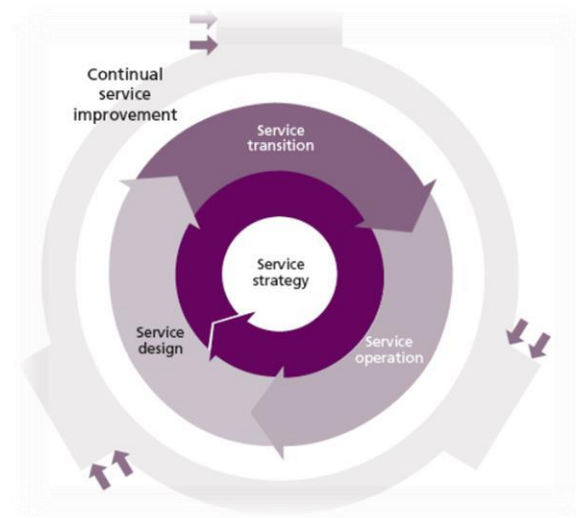 Continual
service
improvement
Service
transition
Service
strategy
Service
design
Service
operation